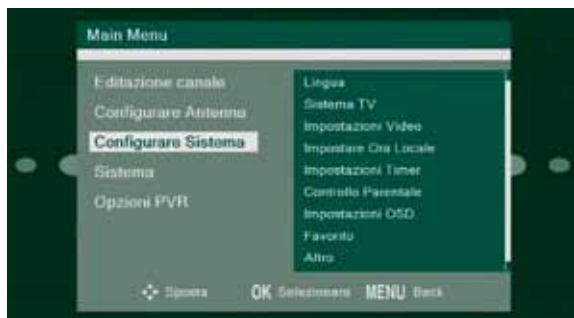 Main Menu
Editazione canale
Configurare Antenna
Configurare Sistema
Sistema
Opzioni PVR
Lingua
Sistema TV
Impostazioni Video
Impostare Ora Locale
Impostazioni Timer
Controllo Parentale
Impostazioni OSD
Favorito
Altro
Sposta OK Selezionare MENU Back